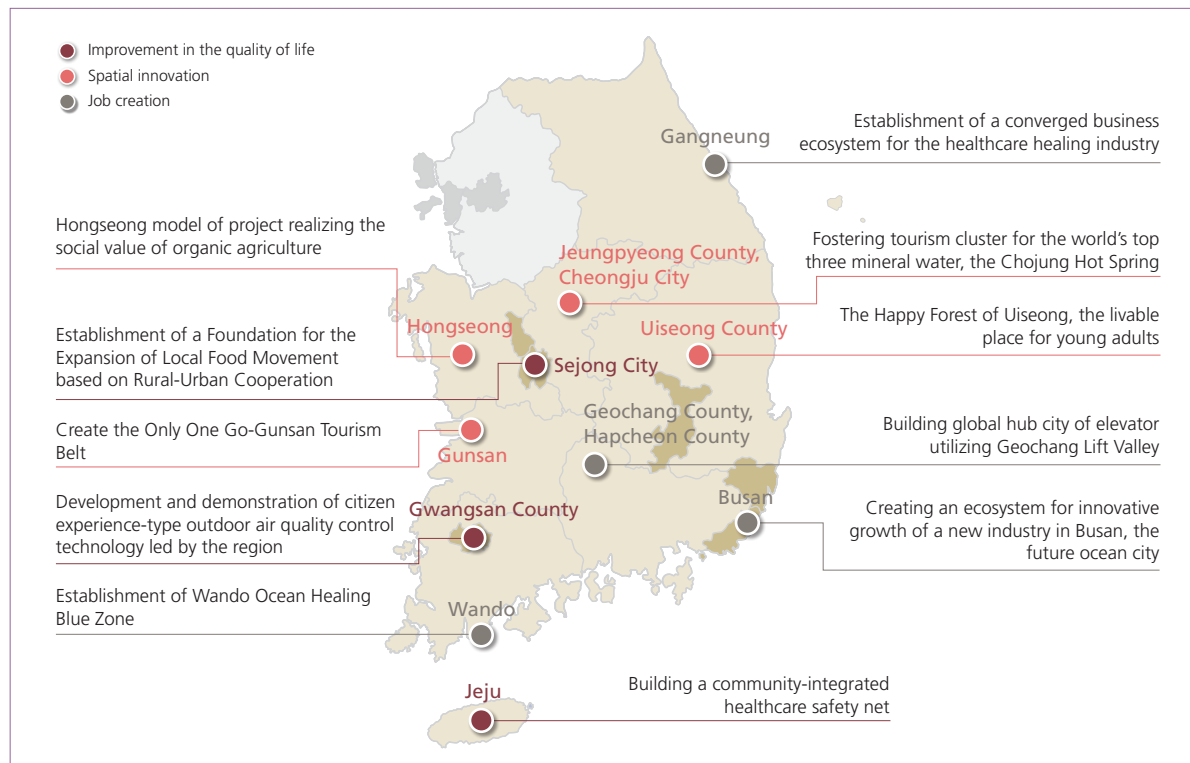 Improvement in the quality of life
Spatial innovation
Job creation
Gangneung
Establishment of a converged business
ecosystem for the healthcare healing industry
Hongseong model of project realizing the
social value of organic agriculture
Jeungpyeong County,
Cheongju City
Fostering tourism cluster for the world's top
three mineral water, the Chojung Hot Spring
Hongseong
Uiseong County
The Happy Forest of Uiseong, the livable
place for young adults
Establishment of a Foundation for the
Expansion of Local Food Movement
based on Rural-Urban Cooperation
Sejong City
Create the Only One Go-Gunsan Tourism
Belt
Gunsan
Geochang County,
Hapcheon County
Building global hub city of elevator
utilizing Geochang Lift Valley
Development and demonstration of citizen
experience-type outdoor air quality control
technology led by the region
Gwangsan County
Busan
Creating an ecosystem for innovative
growth of a new industry in Busan, the
future ocean city
Establishment of Wando Ocean Healing
Blue Zone
Wando
Jeju
Building a community-integrated
healthcare safety net